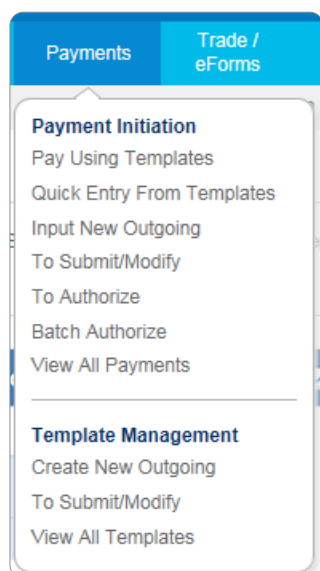 Payments
Trade /
eForms
Payment Initiation
Pay Using Templates
Quick Entry From Templates
Input New Outgoing
To Submit/Modify
To Authorize
Batch Authorize
View All Payments
Template Management
Create New Outgoing
To Submit/Modify
View All Templates